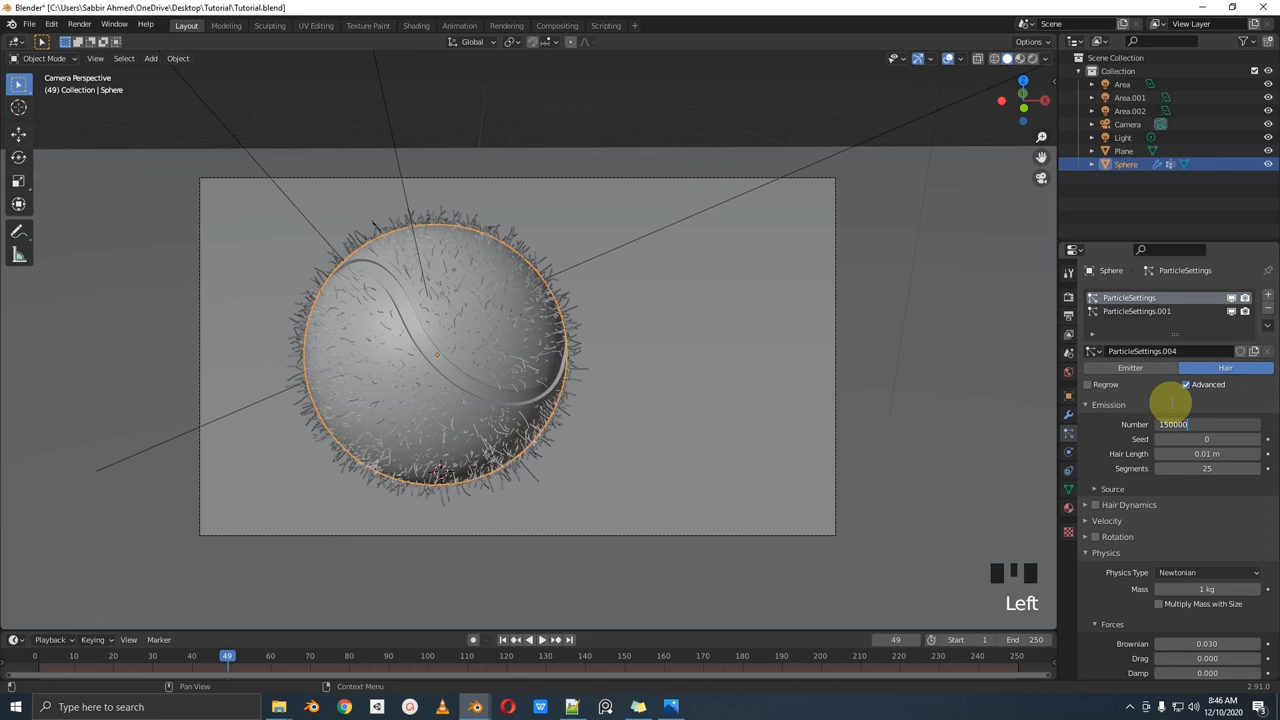 Blender* [C:\Users\Sabbir Ahmed\OneDrive\Desktop\Tutorial\Tutorial.blend]
File Edit Render Window Help Layout Modeling Sculpting UV Editing Texture Paint Shading Animation Rendering Compositing Scripting Scene View Layer
Global Options
Object Mode View Select Add Object
Camera Perspective
(49) Collection | Sphere
Z
Y
X
Scene Collection
Collection
Area
Area.001
Area.002
Camera
Light
Plane
Sphere
Sphere ParticleSettings
ParticleSettings
ParticleSettings.001
ParticleSettings.004
Emitter Hair
Regrow Advanced
Emission
Number 150000
Seed 0
Hair Length 0.01 m
Segments 25
Source
Hair Dynamics
Velocity
Rotation
Physics
Physics Type Newtonian
Mass 1 kg
Multiply Mass with Size
Forces
Brownian 0.030
Drag 0.000
Damp 0.000
Left
Playback Keying View Marker 49 Start 1 End 250
0 10 20 30 40 49 60 70 80 90 100 110 120 130 140 150 160 170 180 190 200 210 220 230 240 250
Pan View Context Menu 2.91.0
Type here to search
8:46 AM
12/10/2020